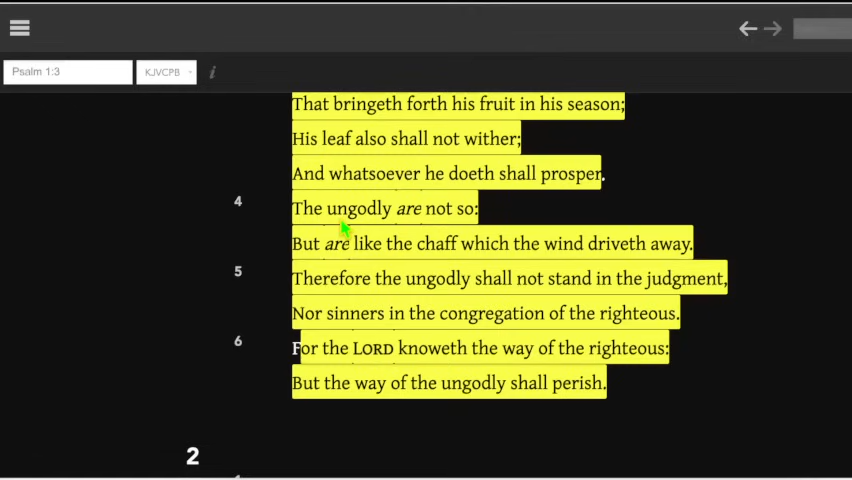 Psalm 1:3 KJVCPB i
That bringeth forth his fruit in his season;
His leaf also shall not wither;
And whatsoever he doeth shall prosper.
4 The ungodly are not so:
But are like the chaff which the wind driveth away.
5 Therefore the ungodly shall not stand in the judgment,
Nor sinners in the congregation of the righteous.
6 For the LORD knoweth the way of the righteous:
But the way of the ungodly shall perish.
2